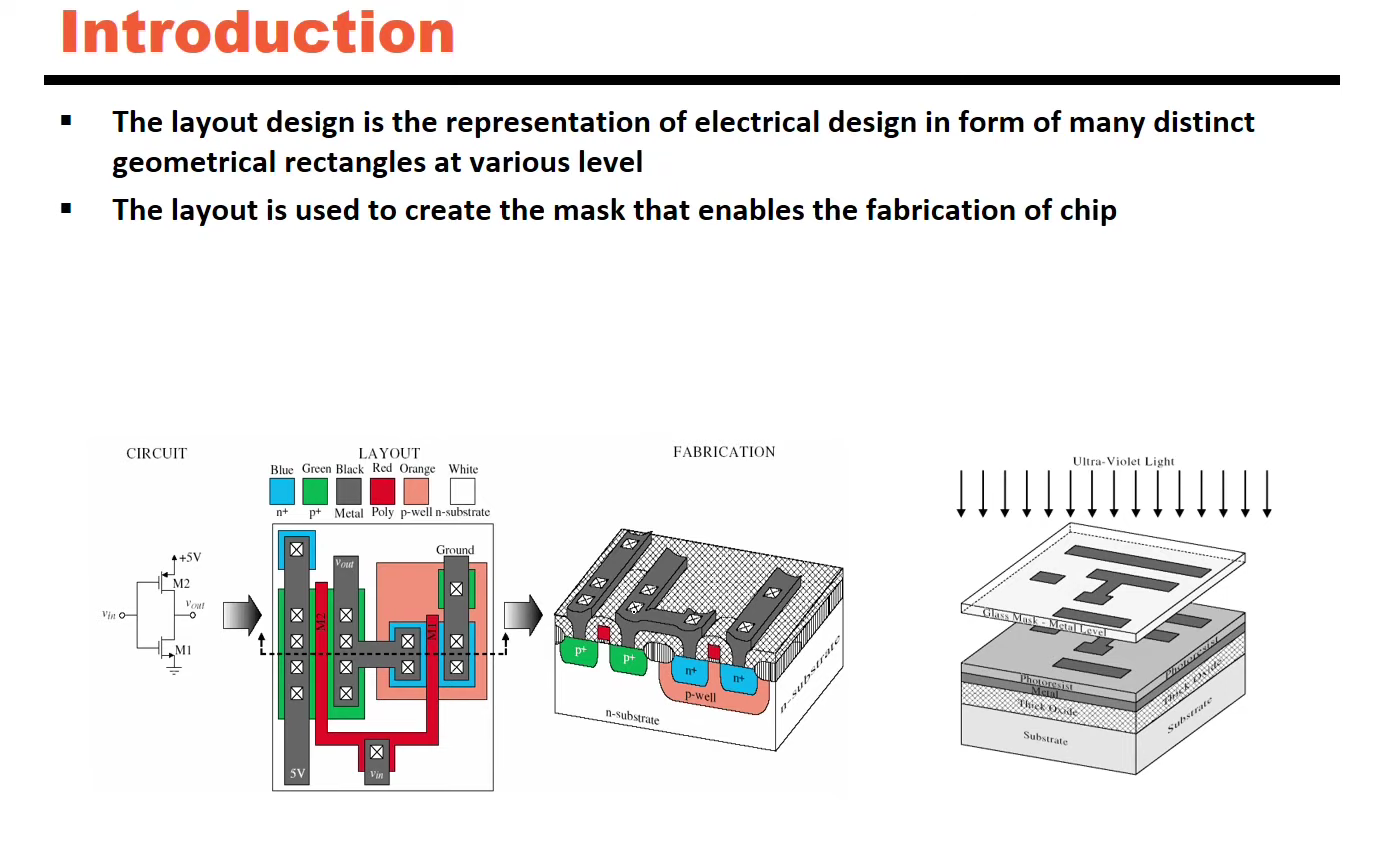 Introduction
▪ The layout design is the representation of electrical design in form of many distinct
geometrical rectangles at various level
▪ The layout is used to create the mask that enables the fabrication of chip
CIRCUIT
+5V
M2
vin
vout
M1
LAYOUT
Blue Green Black Red Orange White
n+ p+ Metal Poly p-well n-substrate
Ground
vout
M2
M1
5V
vin
FABRICATION
p+
p+
n+
n+
p-well
n-substrate
n-substrate
Ultra-Violet Light
Glass Mask - Metal Level
Photoresist
Metal
Thick Oxide
Substrate
Photoresist
Thick Oxide
Substrate